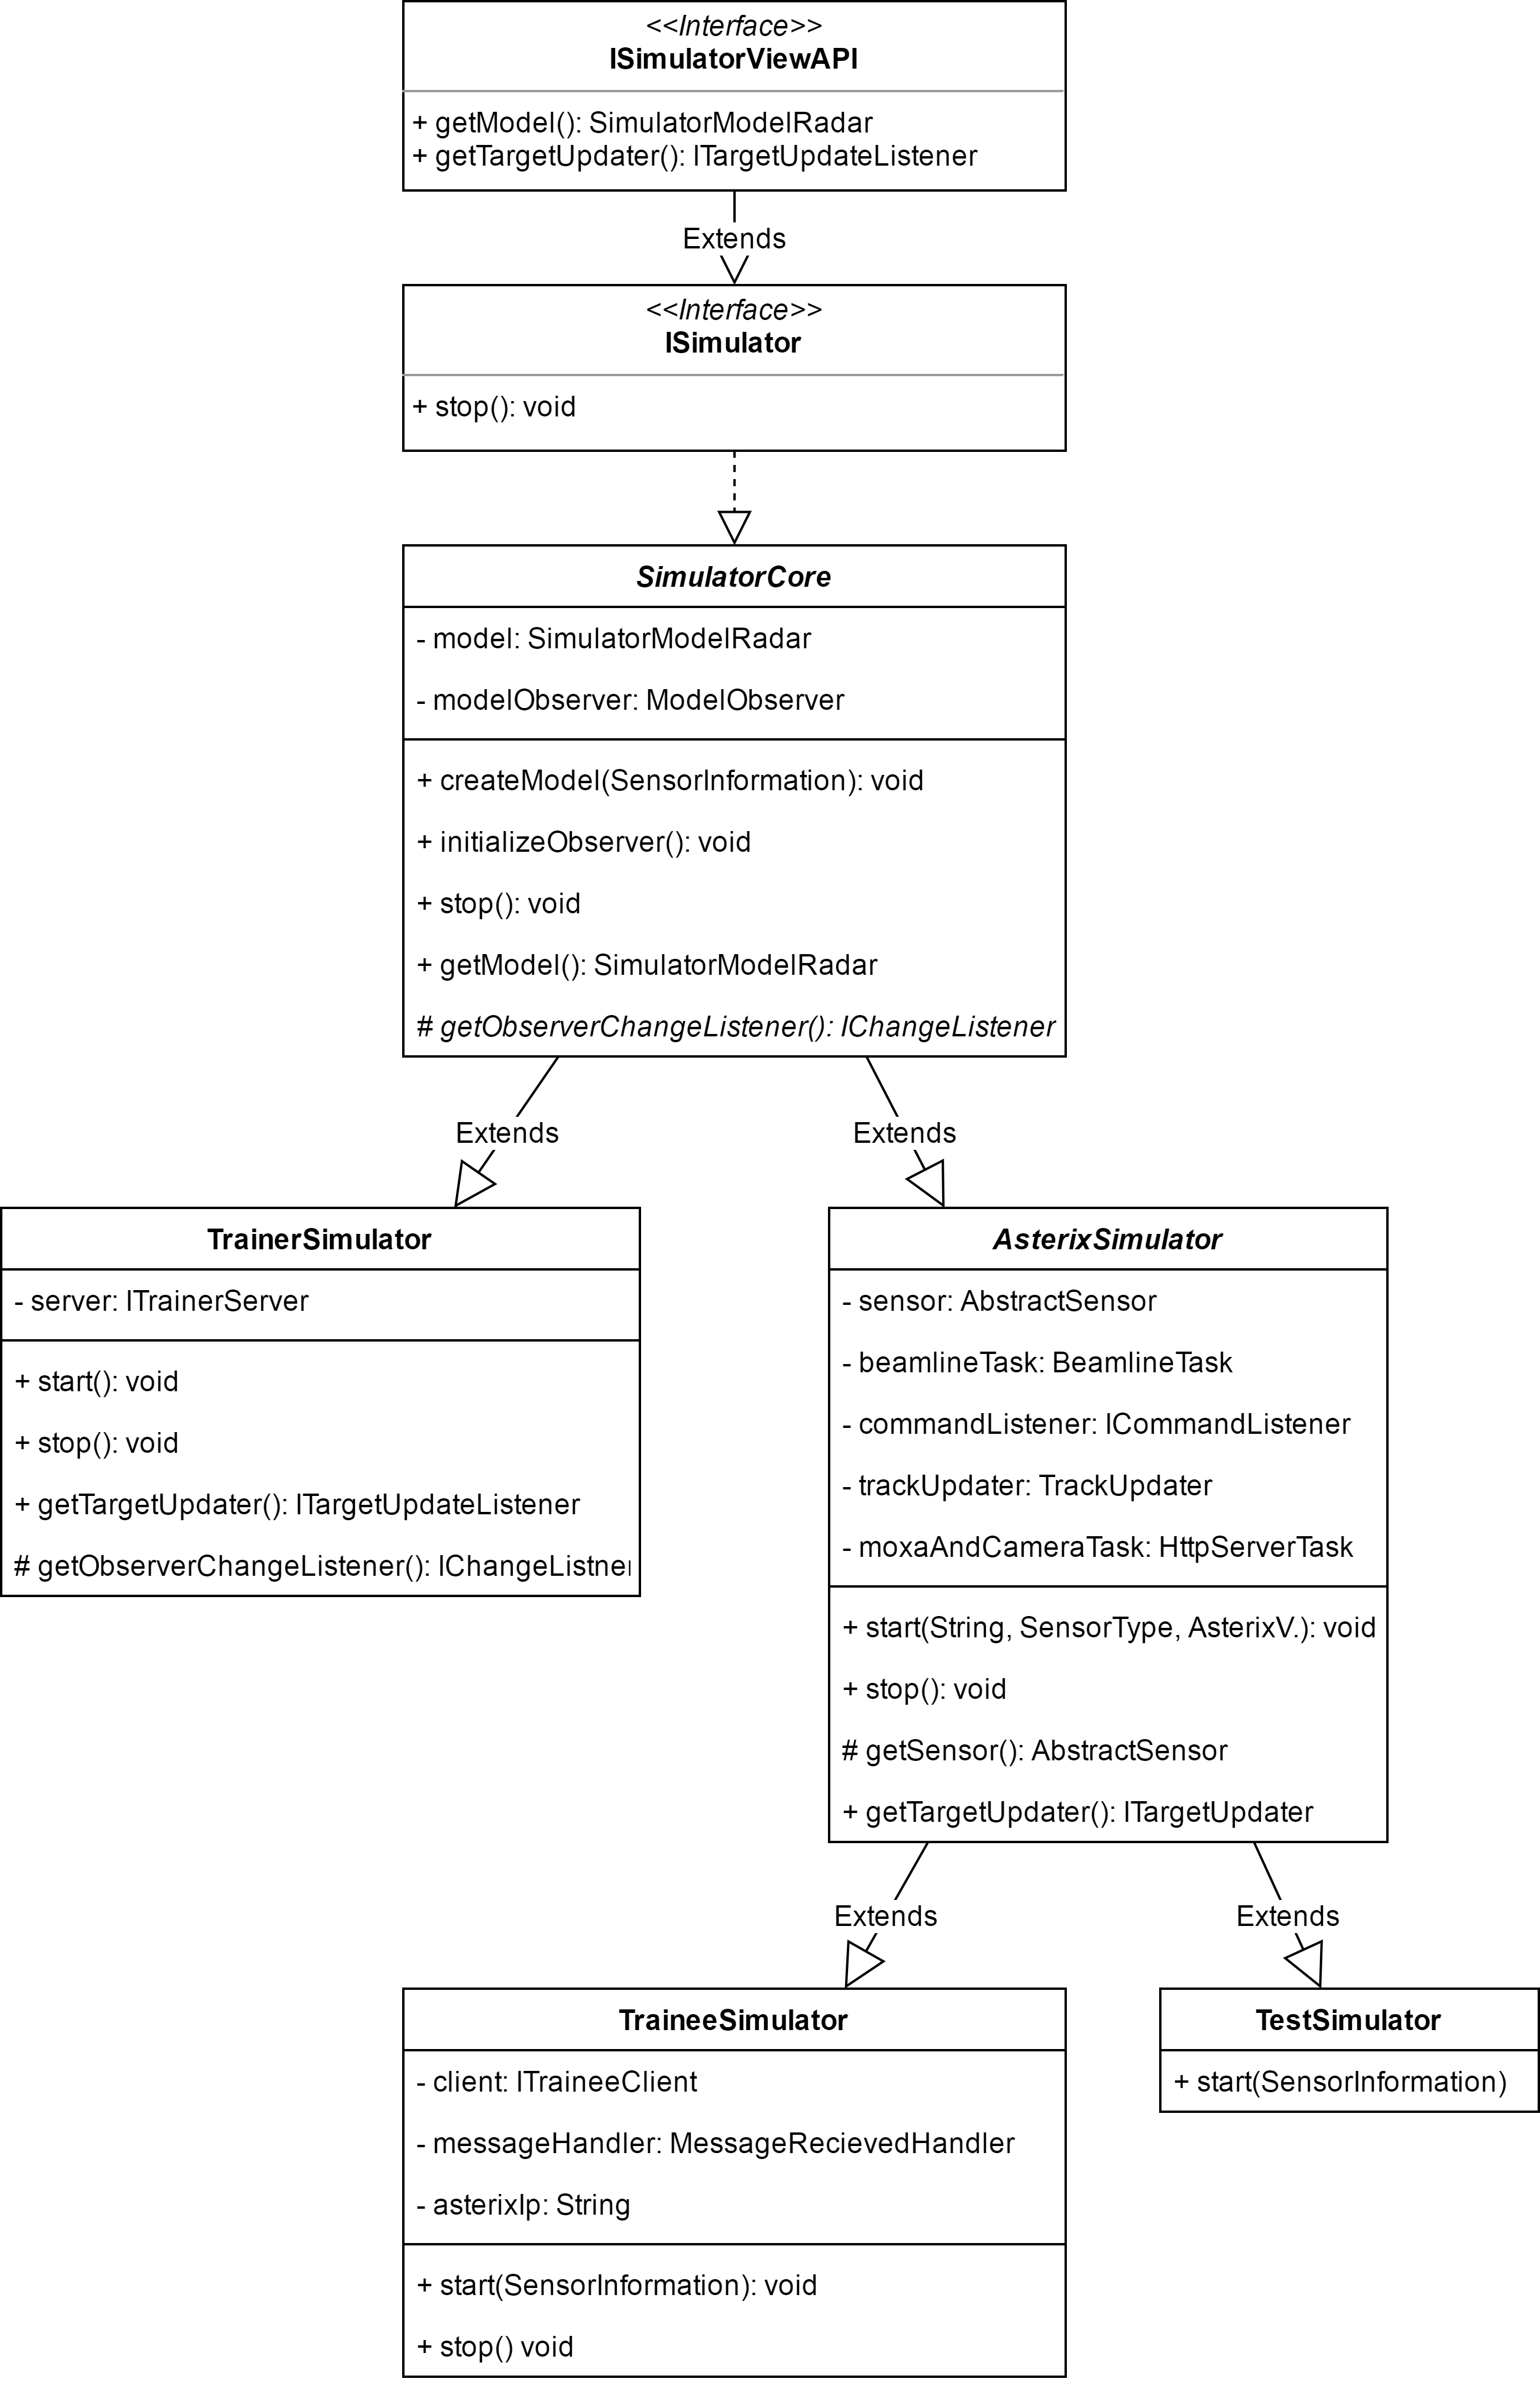 <<Interface>>
ISimulatorViewAPI
+ getModel(): SimulatorModelRadar
+ getTargetUpdater(): ITargetUpdateListener
Extends
<<Interface>>
ISimulator
+ stop(): void
SimulatorCore
- model: SimulatorModelRadar
- modelObserver: ModelObserver
+ createModel(SensorInformation): void
+ initializeObserver(): void
+ stop(): void
+ getModel(): SimulatorModelRadar
# getObserverChangeListener(): IChangeListener
Extends
Extends
TrainerSimulator
- server: ITrainerServer
+ start(): void
+ stop(): void
+ getTargetUpdater(): ITargetUpdateListener
# getObserverChangeListener(): IChangeListner
AsterixSimulator
- sensor: AbstractSensor
- beamlineTask: BeamlineTask
- commandListener: ICommandListener
- trackUpdater: TrackUpdater
- moxaAndCameraTask: HttpServerTask
+ start(String, SensorType, AsterixV.): void
+ stop(): void
# getSensor(): AbstractSensor
+ getTargetUpdater(): ITargetUpdater
Extends
Extends
TraineeSimulator
- client: ITraineeClient
- messageHandler: MessageRecievedHandler
- asterixIp: String
+ start(SensorInformation): void
+ stop() void
TestSimulator
+ start(SensorInformation)